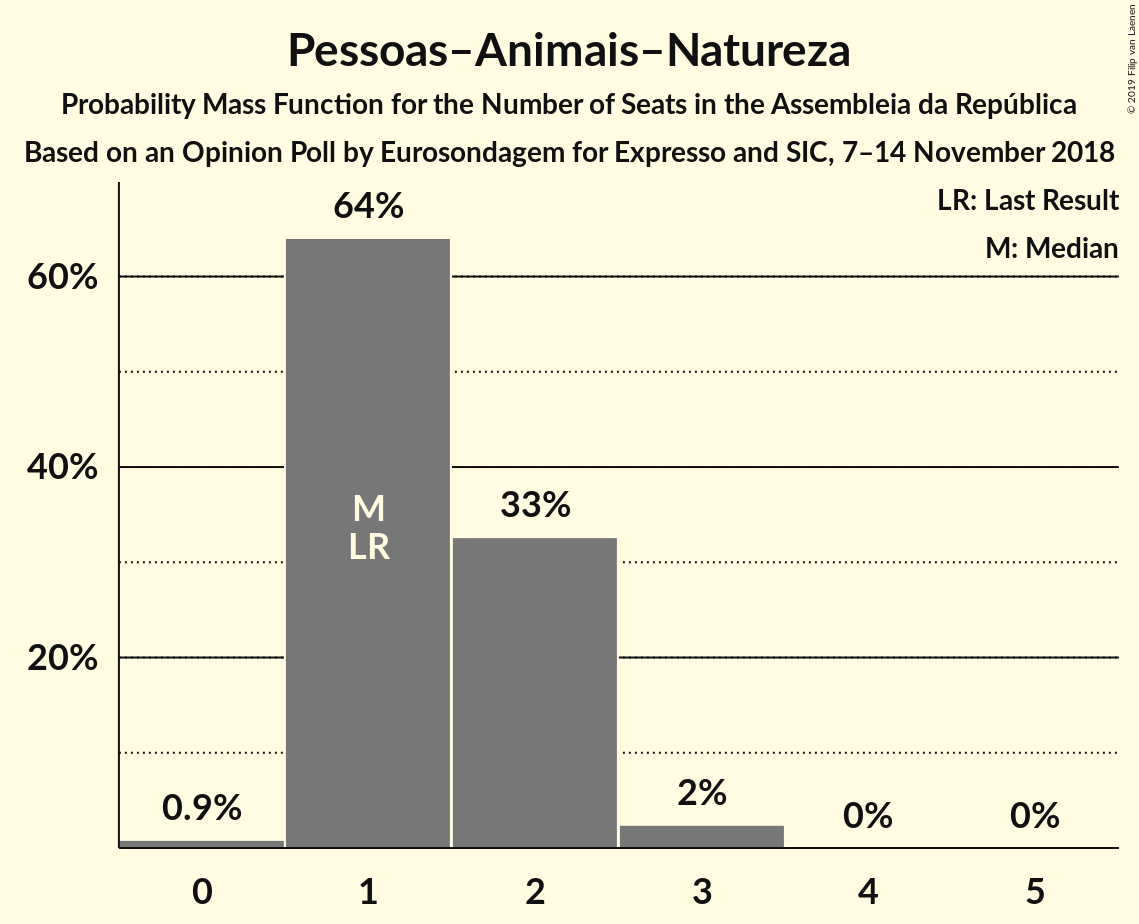 Pessoas–Animais–Natureza
Probability Mass Function for the Number of Seats in the Assembleia da República
Based on an Opinion Poll by Eurosondagem for Expresso and SIC, 7–14 November 2018
© 2019 Filip van Laenen
LR: Last Result
M: Median
64%
60%
40%
20%
M
LR
33%
0.9%
2%
0%
0%
0
1
2
3
4
5